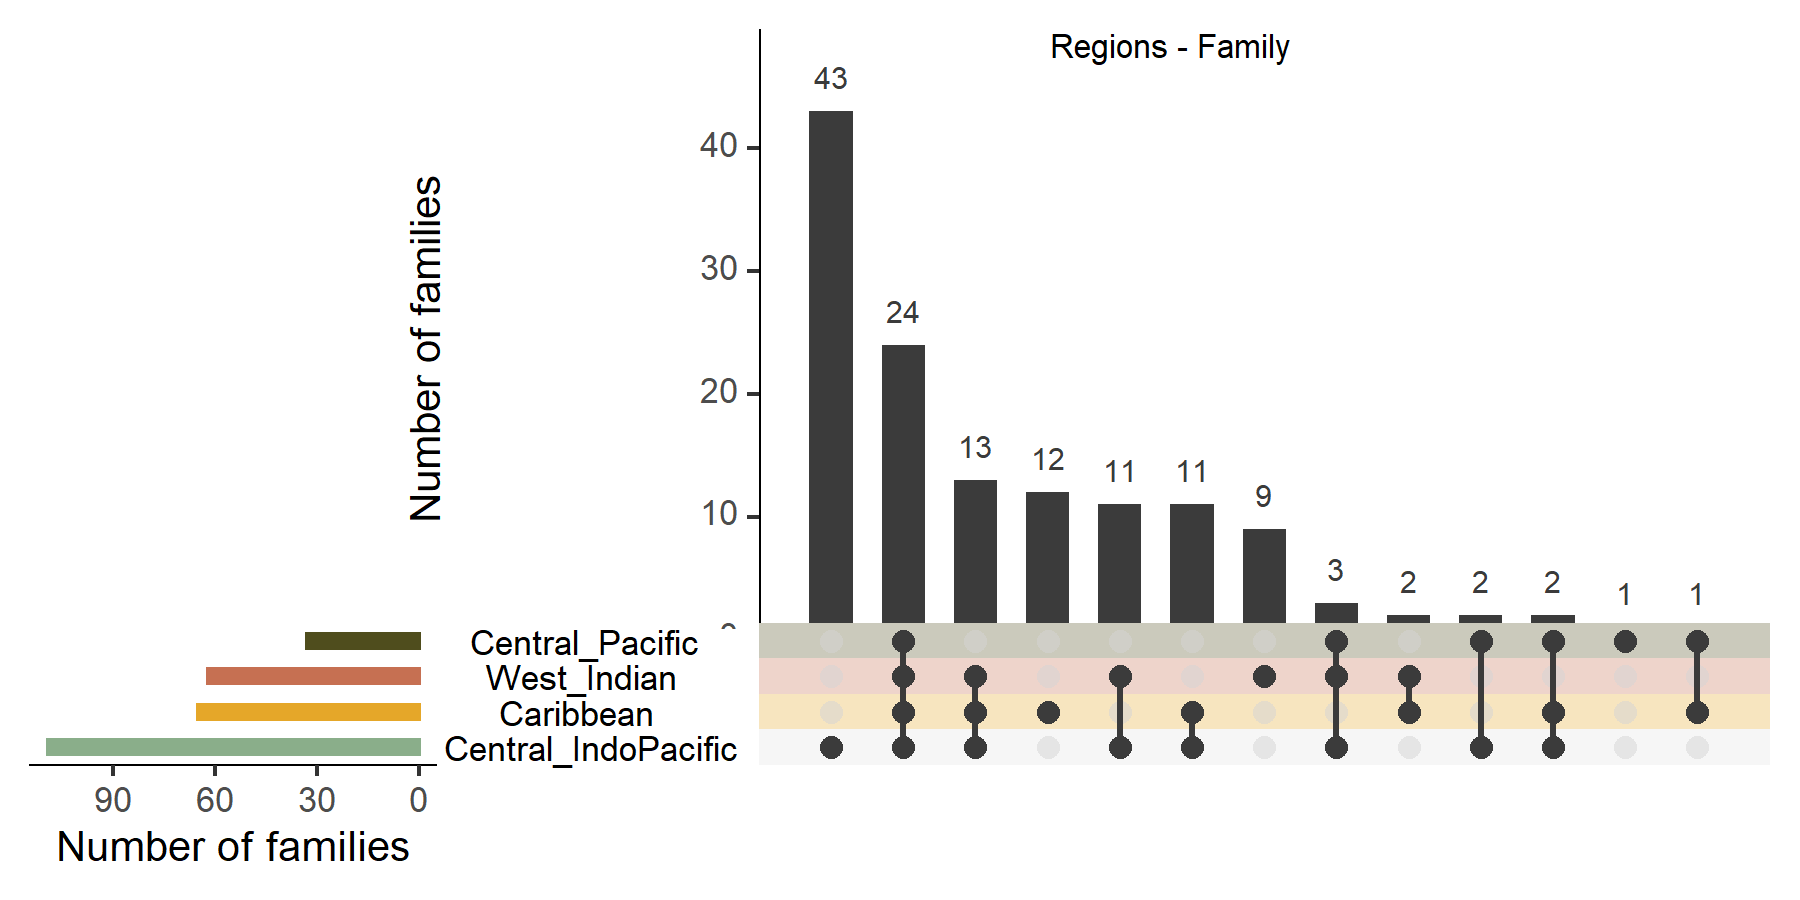 Regions - Family
43
24
13
12
11
11
9
3
2
2
2
1
1
40
30
20
10
0
Number of families
Central_Pacific
West_Indian
Caribbean
Central_IndoPacific
90 60 30 0
Number of families